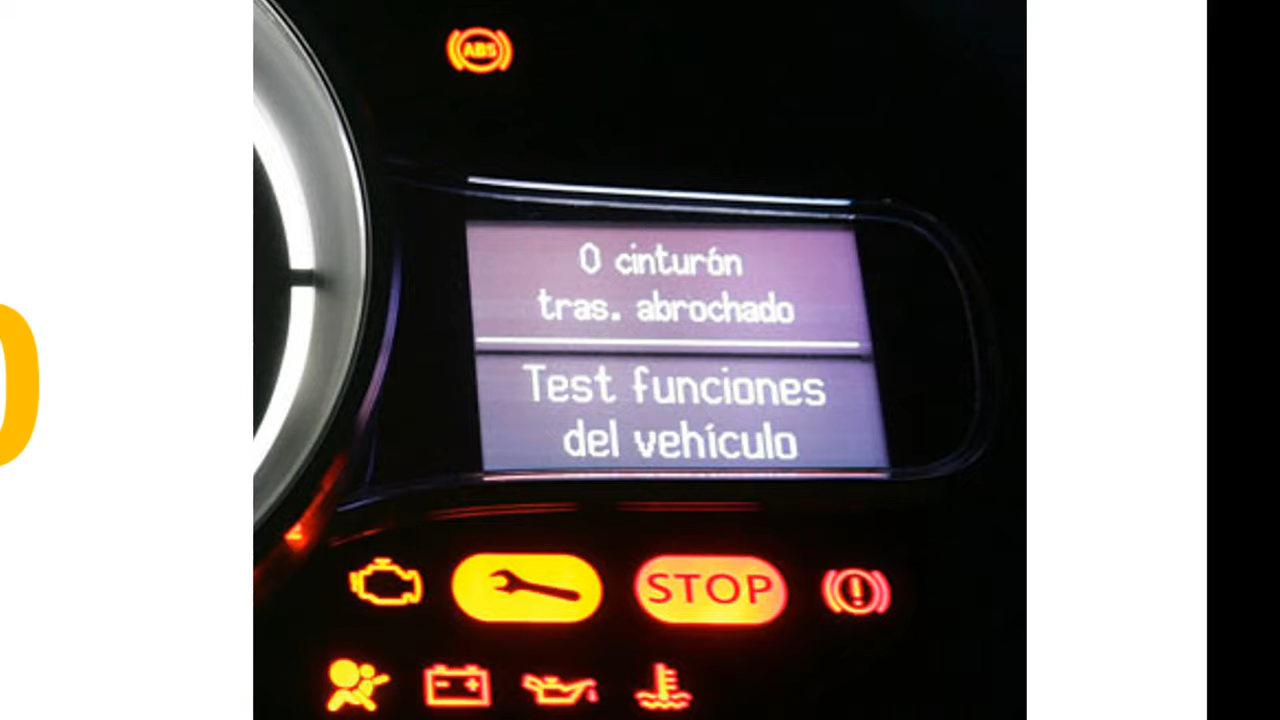 ABS
0 cinturón
tras. abrochado
Test funciones
del vehículo
STOP